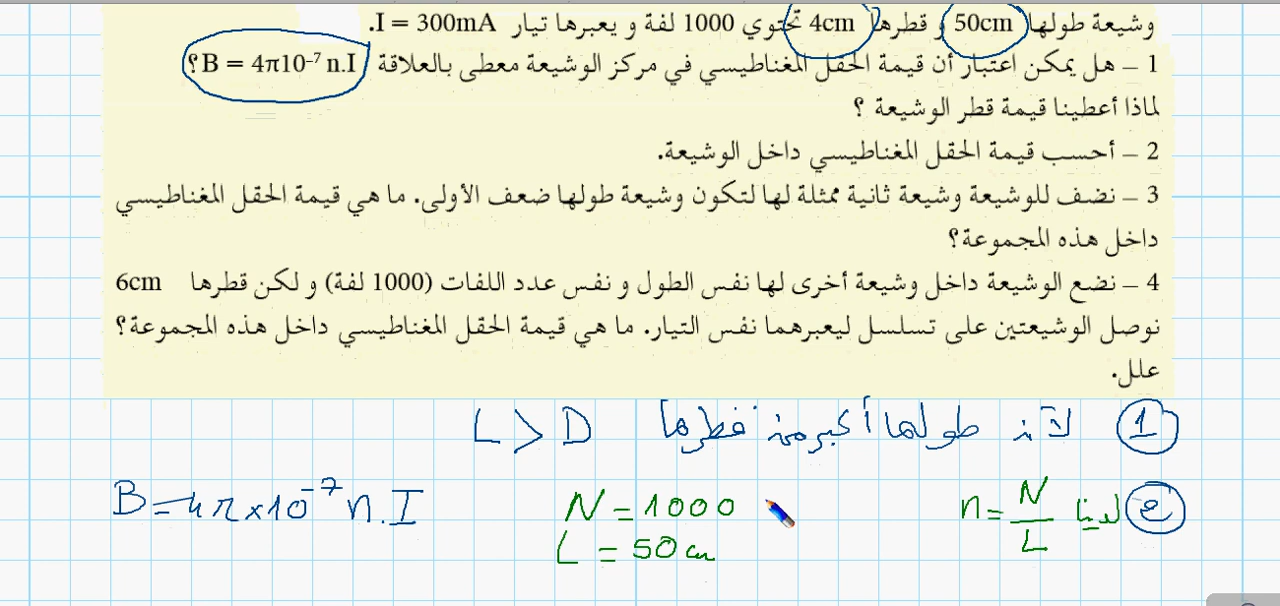 وشيعة طولها 50cm و قطرها 4cm تحتوي 1000 لفة و يعبرها تيار I = 300mA.
1 – هل يمكن اعتبار أن قيمة الحقل المغناطيسي في مركز الوشيعة معطى بالعلاقة B = 4π10⁻⁷ n.I؟
لماذا أعطينا قيمة قطر الوشيعة ؟
2 – أحسب قيمة الحقل المغناطيسي داخل الوشيعة.
3 – نضف للوشيعة وشيعة ثانية ممثلة لها لتكون وشيعة طولها ضعف الأولى. ما هي قيمة الحقل المغناطيسي
داخل هذه المجموعة؟
4 – نضع الوشيعة داخل وشيعة أخرى لها نفس الطول و نفس عدد اللفات (1000 لفة) و لكن قطرها 6cm
نوصل الوشيعتين على تسلسل ليعبرهما نفس التيار. ما هي قيمة الحقل المغناطيسي داخل هذه المجموعة؟
علل.
1 لأن طولها أكبر من قطرها L > D
2 لدينا n = N/L N = 1000 B = 4π×10⁻⁷ n.I
L = 50 cm